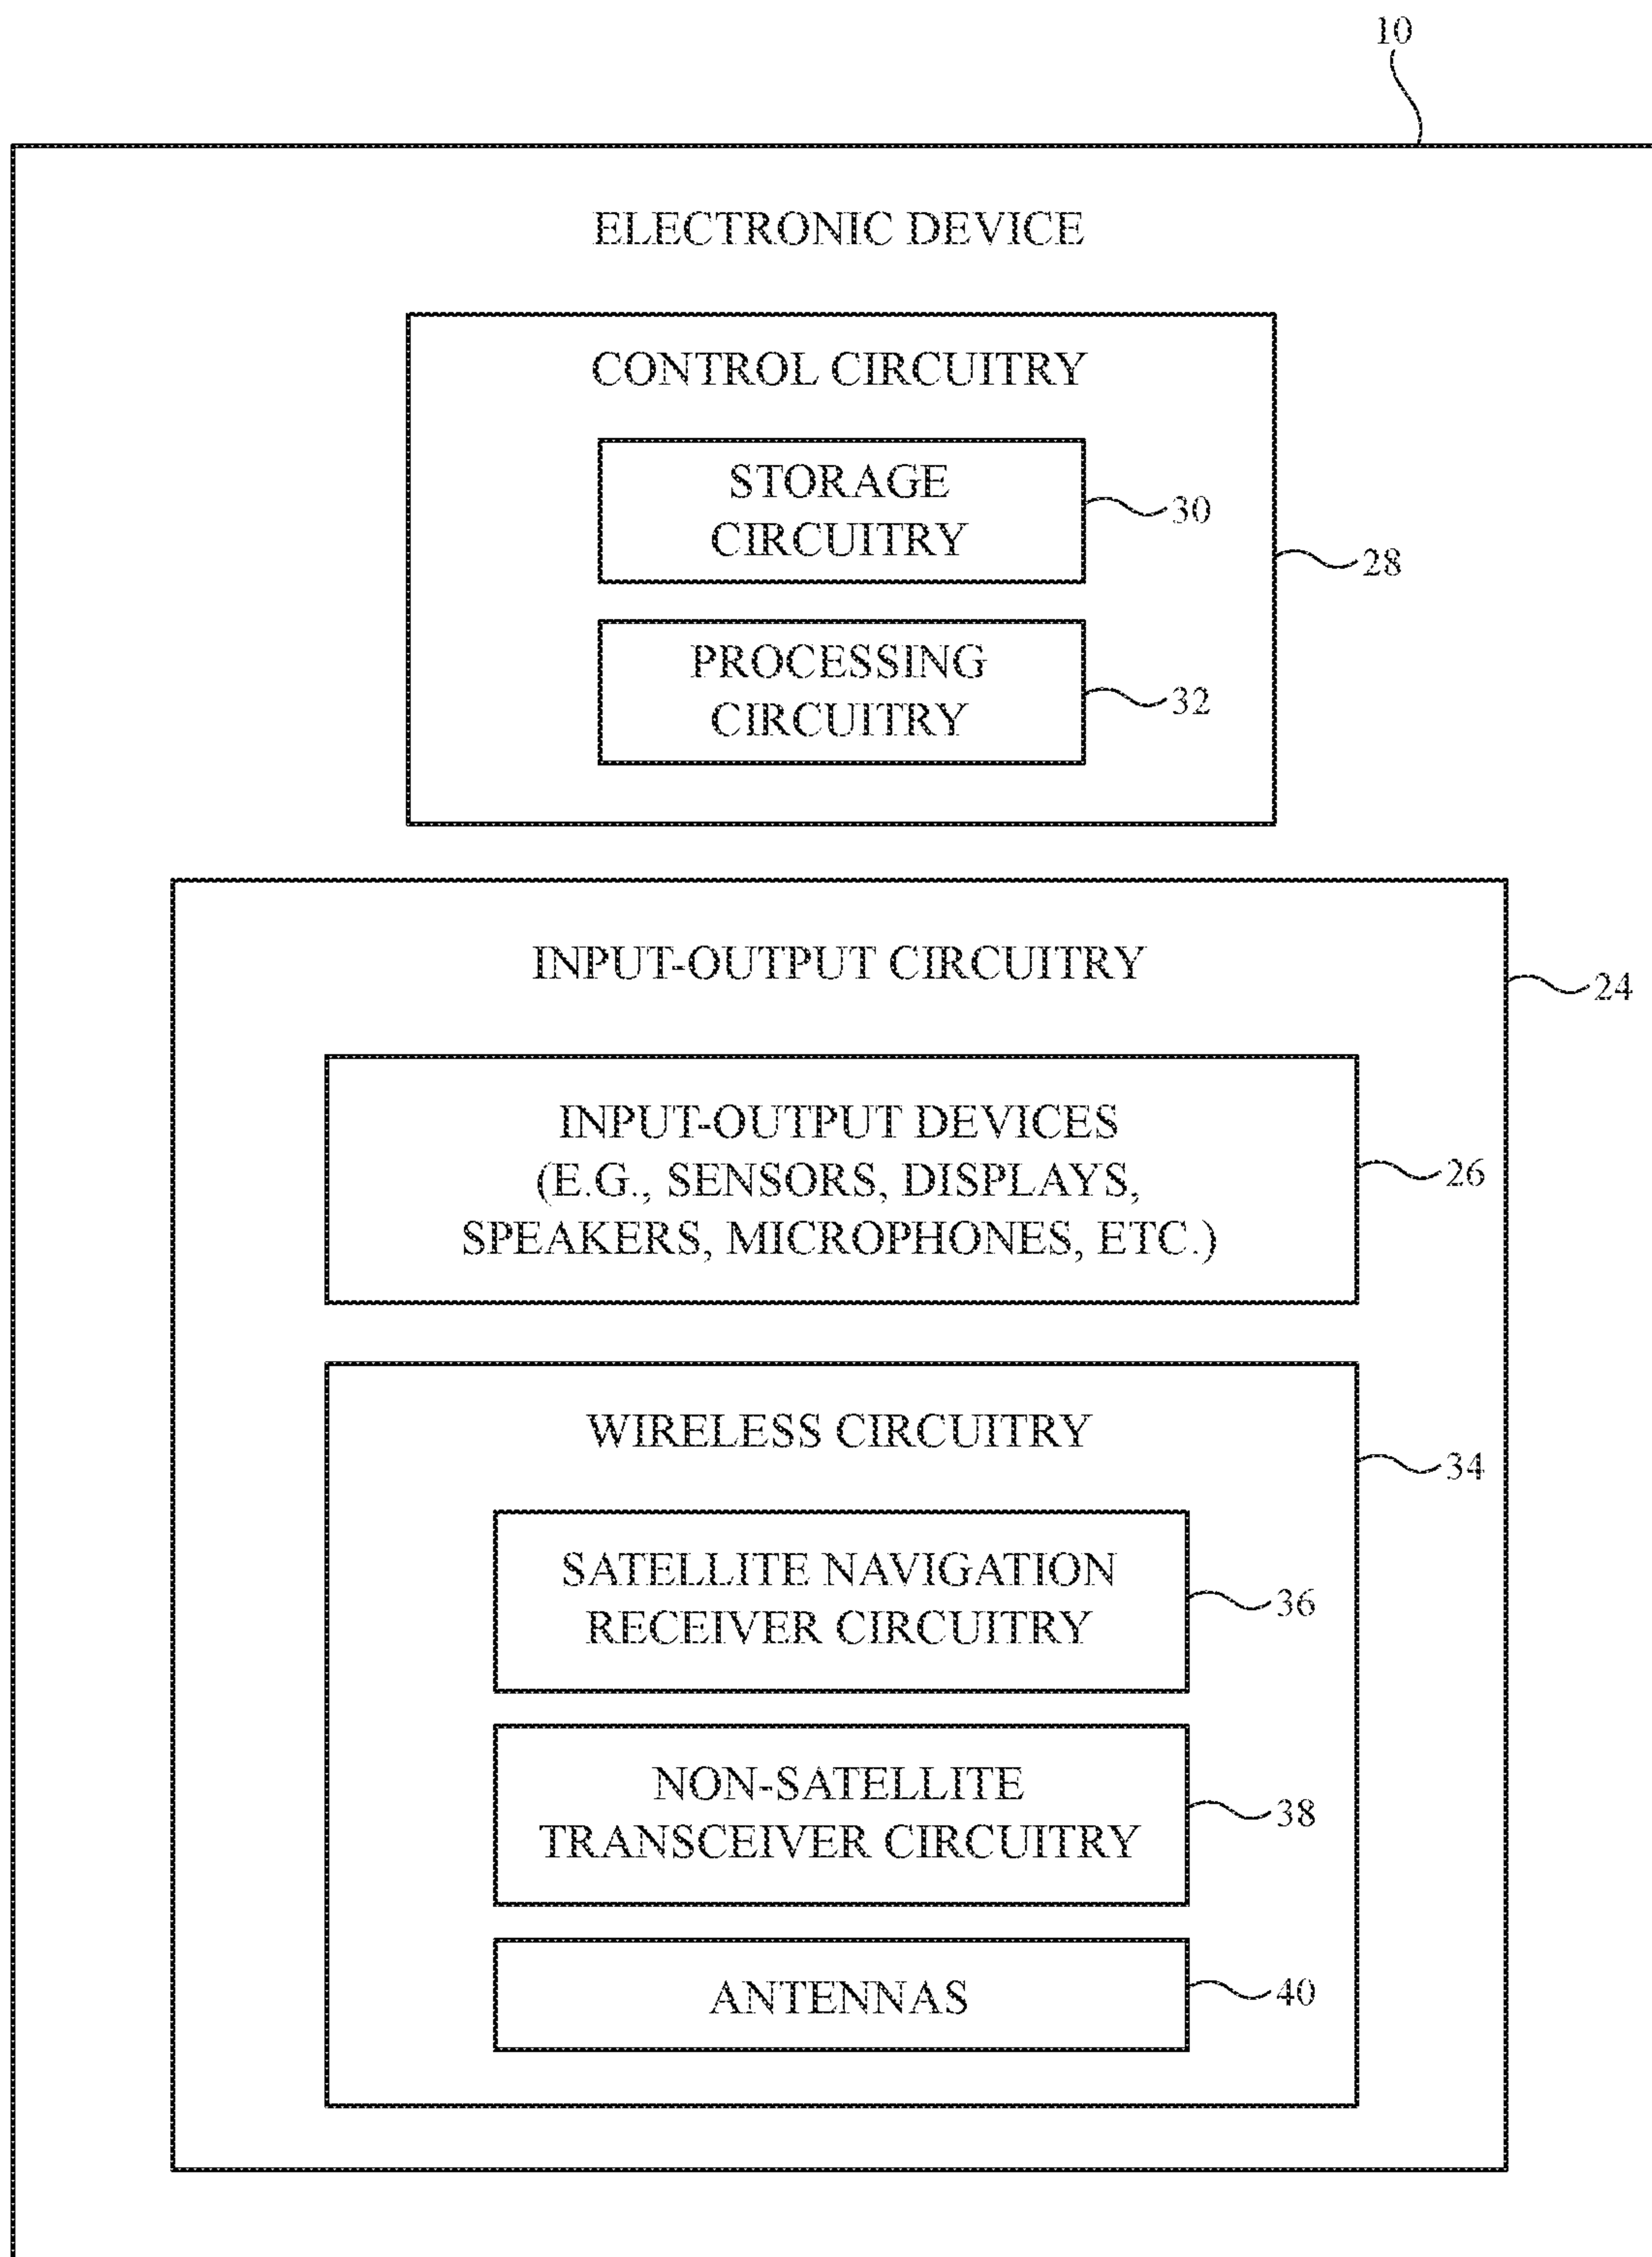 10
ELECTRONIC DEVICE
CONTROL CIRCUITRY
STORAGE
CIRCUITRY
30
28
PROCESSING
CIRCUITRY
32
INPUT-OUTPUT CIRCUITRY
24
INPUT-OUTPUT DEVICES
(E.G., SENSORS, DISPLAYS,
SPEAKERS, MICROPHONES, ETC.)
26
WIRELESS CIRCUITRY
34
SATELLITE NAVIGATION
RECEIVER CIRCUITRY
36
NON-SATELLITE
TRANSCEIVER CIRCUITRY
38
ANTENNAS
40